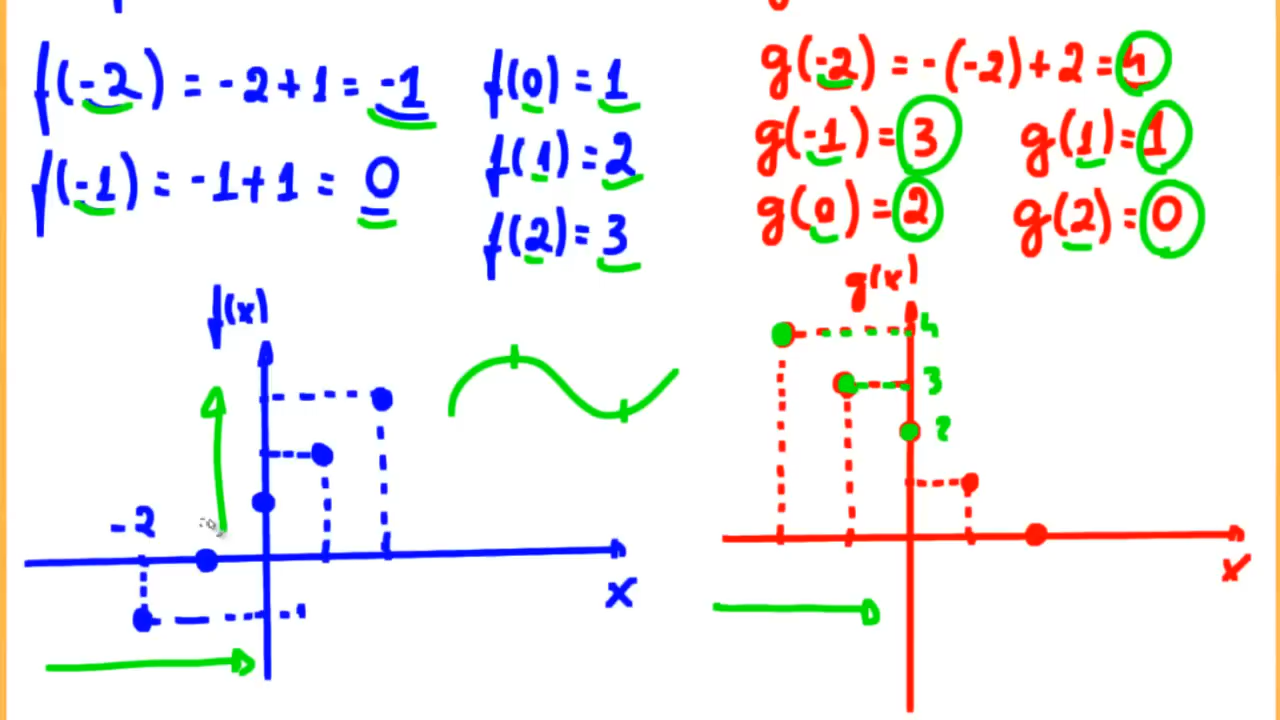 f(-2) = -2+1 = -1
f(-1) = -1+1 = 0
f(0) = 1
f(1) = 2
f(2) = 3
g(-2) = -(-2)+2 = 4
g(-1) = 3
g(0) = 2
g(1) = 1
g(2) = 0
f(x)
-2
x
g(x)
4
3
2
x